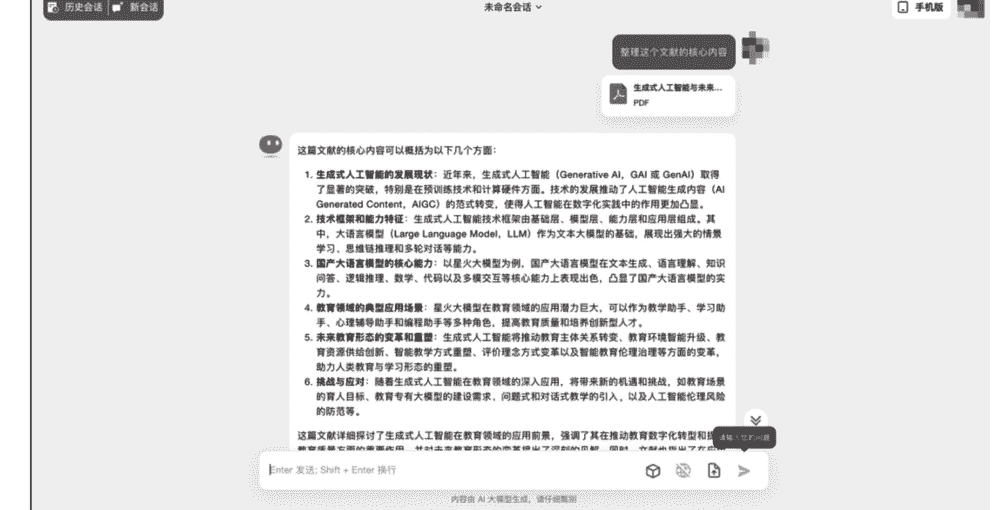 历史会话 新会话
未命名会话
手机版
整理这个文献的核心内容
生成式人工智能与未来...
PDF
这篇文献的核心内容可以概括为以下几个方面：
1. 生成式人工智能的发展现状：近年来，生成式人工智能（Generative AI，GAI 或 GenAI）取得
了显著的突破，特别是在预训练技术和计算硬件方面。技术的发展推动了人工智能生成内容（AI
Generated Content，AIGC）的范式转变，使得人工智能在数字化实践中的作用更加凸显。
2. 技术框架和能力特征：生成式人工智能技术框架由基础层、模型层、能力层和应用层组成。其
中，大语言模型（Large Language Model，LLM）作为文本大模型的基础，展现出强大的情景
学习、思维链推理和多轮对话等能力。
3. 国产大语言模型的核心能力：以星火大模型为例，国产大语言模型在文本生成、语言理解、知识
问答、逻辑推理、数学、代码以及多模交互等核心能力上表现出色，凸显了国产大语言模型的实
力。
4. 教育领域的典型应用场景：星火大模型在教育领域的应用潜力巨大，可以作为教学助手、学习助
手、心理辅导助手和编程助手等多种角色，提高教育质量和培养创新型人才。
5. 未来教育形态的变革和重塑：生成式人工智能将推动教育主体关系转变、教育环境智能升级、教
育资源供给创新、智能教学方式重塑、评价理念方式变革以及智能教育伦理治理等方面的变革，
助力人类教育与学习形态的重塑。
6. 挑战与应对：随着生成式人工智能在教育领域的深入应用，将带来新的机遇和挑战，如教育场景
的育人目标、教育专有大模型的建设需求、问题式和对话式教学的引入，以及人工智能伦理风险
的防范等。
这篇文献详细探讨了生成式人工智能在教育领域的应用前景，强调了其在推动教育数字化转型和提
请输入您的问题
Enter 发送; Shift + Enter 换行
内容由 AI 大模型生成，请仔细甄别